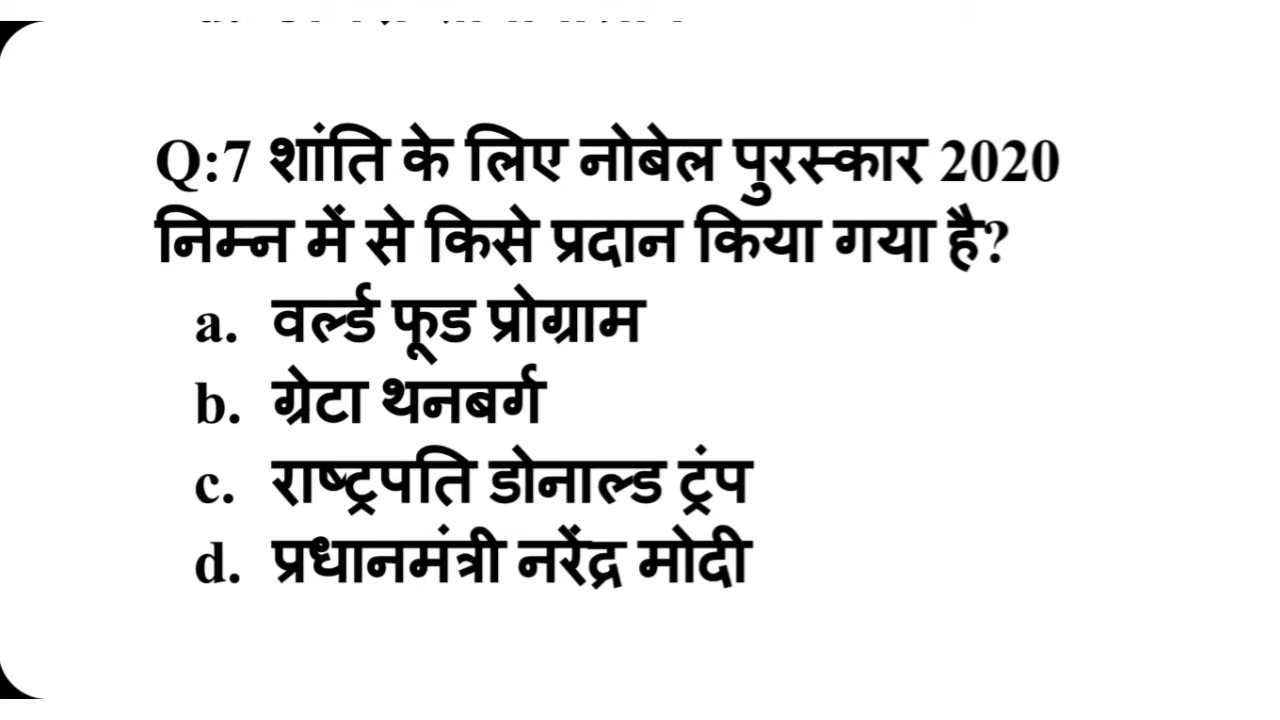 Q:7 शांति के लिए नोबेल पुरस्कार 2020
निम्न में से किसे प्रदान किया गया है?
a. वर्ल्ड फूड प्रोग्राम
b. ग्रेटा थनबर्ग
c. राष्ट्रपति डोनाल्ड ट्रंप
d. प्रधानमंत्री नरेंद्र मोदी